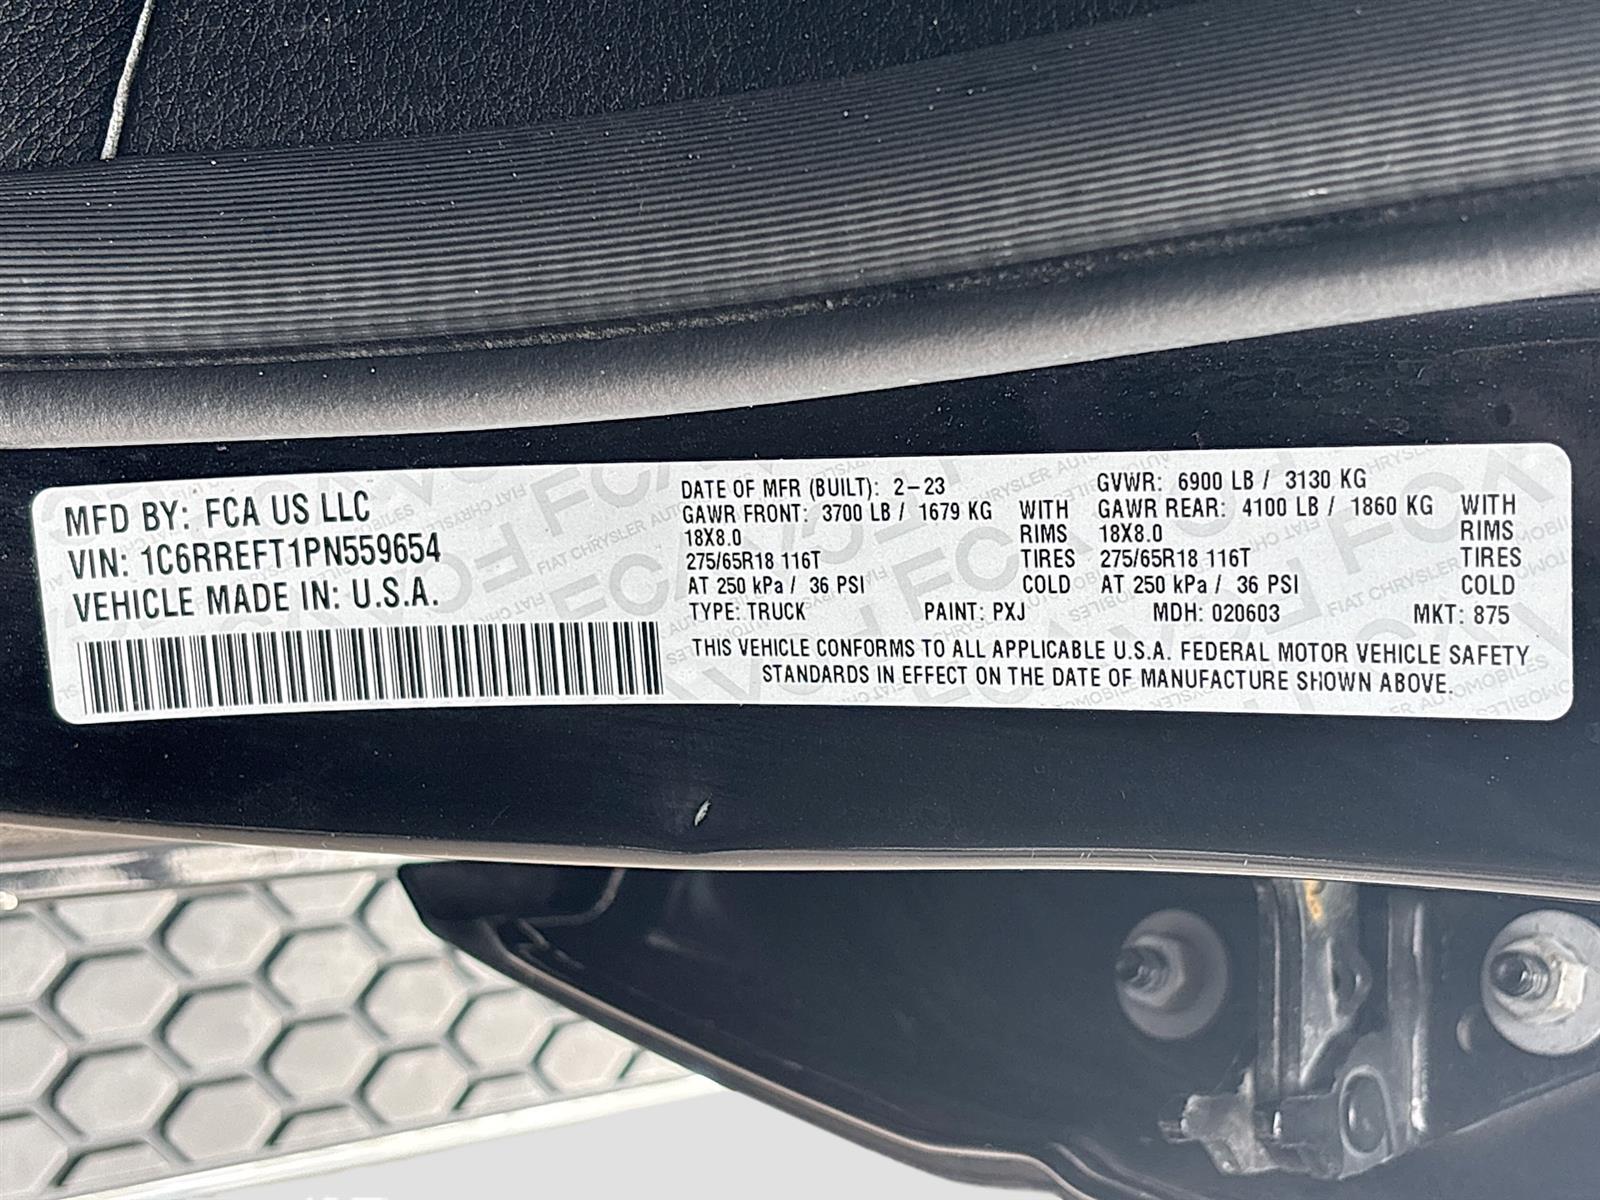 MFD BY: FCA US LLC
VIN: 1C6RREFT1PN559654
VEHICLE MADE IN: U.S.A.
DATE OF MFR (BUILT): 2-23 GVWR: 6900 LB / 3130 KG
GAWR FRONT: 3700 LB / 1679 KG WITH GAWR REAR: 4100 LB / 1860 KG WITH
18X8.0 RIMS 18X8.0 RIMS
275/65R18 116T TIRES 275/65R18 116T TIRES
AT 250 kPa / 36 PSI COLD AT 250 kPa / 36 PSI COLD
TYPE: TRUCK PAINT: PXJ MDH: 020603 MKT: 875
THIS VEHICLE CONFORMS TO ALL APPLICABLE U.S.A. FEDERAL MOTOR VEHICLE SAFETY
STANDARDS IN EFFECT ON THE DATE OF MANUFACTURE SHOWN ABOVE.